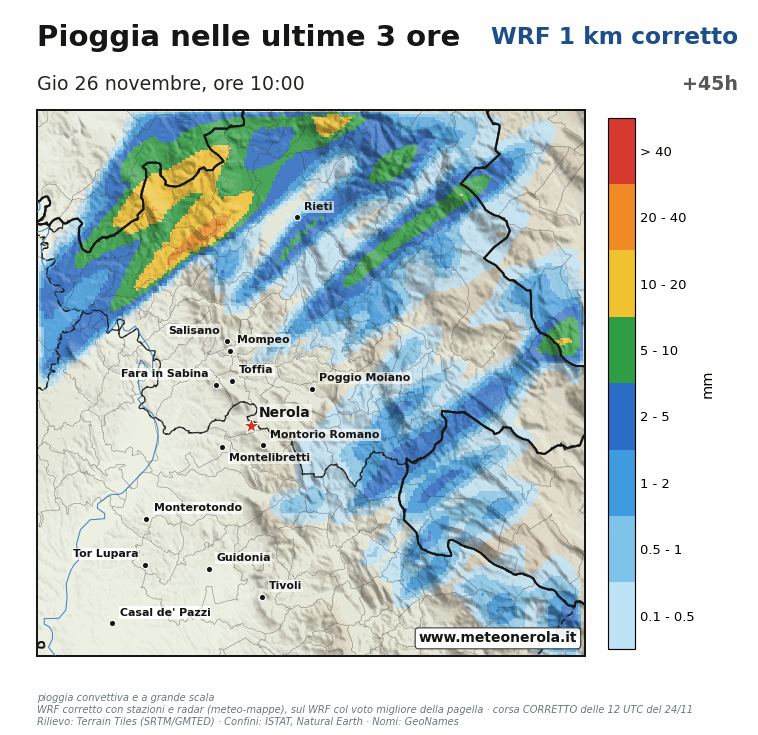 Pioggia nelle ultime 3 ore
WRF 1 km corretto
Gio 26 novembre, ore 10:00
+45h
Rieti
Salisano
Mompeo
Fara in Sabina
Toffia
Poggio Moiano
Nerola
Montorio Romano
Montelibretti
Monterotondo
Tor Lupara
Guidonia
Tivoli
Casal de' Pazzi
www.meteonerola.it
> 40
20 - 40
10 - 20
5 - 10
2 - 5
1 - 2
0.5 - 1
0.1 - 0.5
mm
pioggia convettiva e a grande scala
WRF corretto con stazioni e radar (meteo-mappe), sul WRF col voto migliore della pagella · corsa CORRETTO delle 12 UTC del 24/11
Rilievo: Terrain Tiles (SRTM/GMTED) · Confini: ISTAT, Natural Earth · Nomi: GeoNames